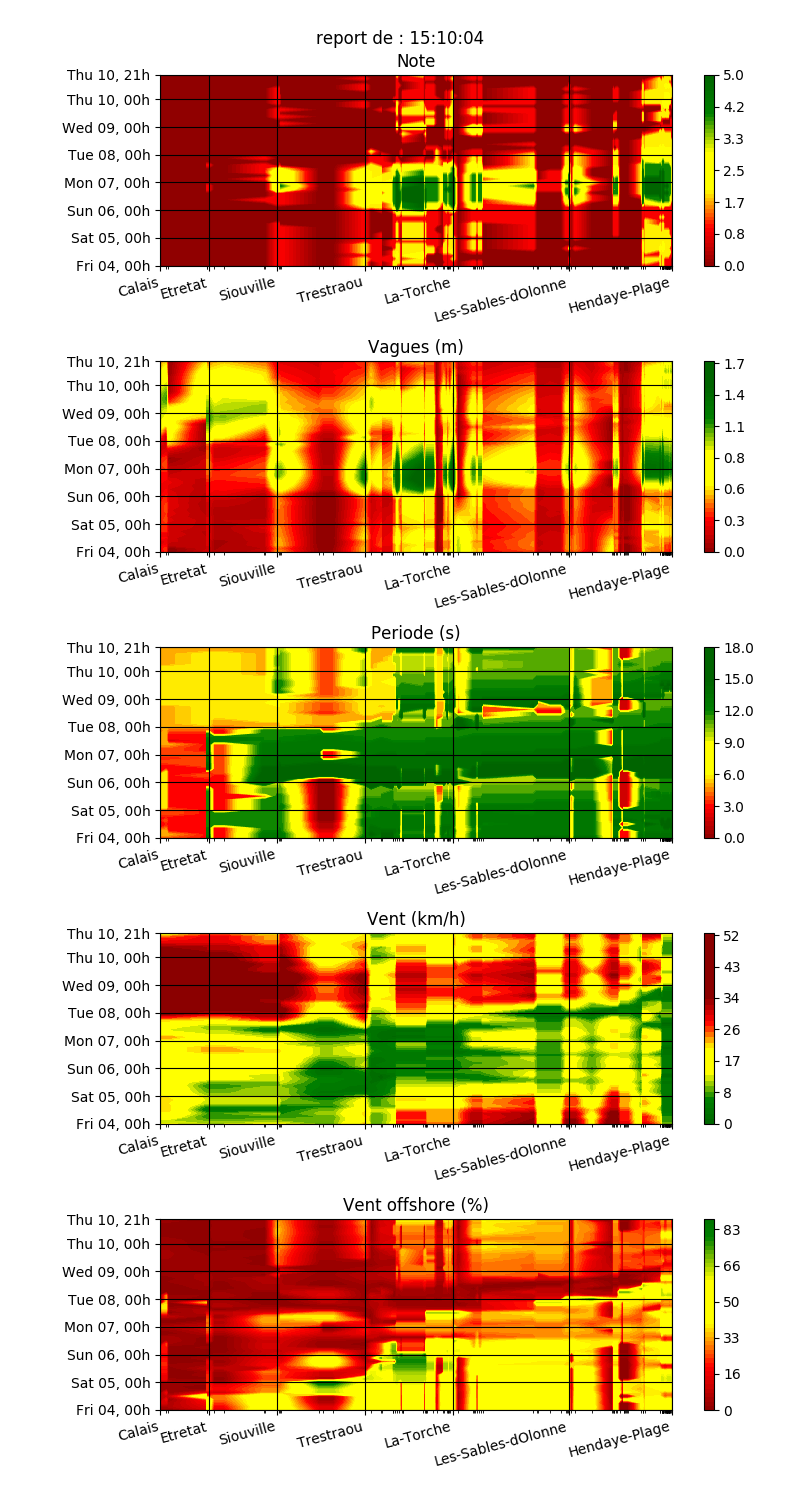 report de : 15:10:04
Note
Thu 10, 21h
Thu 10, 00h
Wed 09, 00h
Tue 08, 00h
Mon 07, 00h
Sun 06, 00h
Sat 05, 00h
Fri 04, 00h
5.0
4.2
3.3
2.5
1.7
0.8
0.0
Calais
Etretat
Siouville
Trestraou
La-Torche
Les-Sables-dOlonne
Hendaye-Plage
Vagues (m)
Thu 10, 21h
Thu 10, 00h
Wed 09, 00h
Tue 08, 00h
Mon 07, 00h
Sun 06, 00h
Sat 05, 00h
Fri 04, 00h
1.7
1.4
1.1
0.8
0.6
0.3
0.0
Calais
Etretat
Siouville
Trestraou
La-Torche
Les-Sables-dOlonne
Hendaye-Plage
Periode (s)
Thu 10, 21h
Thu 10, 00h
Wed 09, 00h
Tue 08, 00h
Mon 07, 00h
Sun 06, 00h
Sat 05, 00h
Fri 04, 00h
18.0
15.0
12.0
9.0
6.0
3.0
0.0
Calais
Etretat
Siouville
Trestraou
La-Torche
Les-Sables-dOlonne
Hendaye-Plage
Vent (km/h)
Thu 10, 21h
Thu 10, 00h
Wed 09, 00h
Tue 08, 00h
Mon 07, 00h
Sun 06, 00h
Sat 05, 00h
Fri 04, 00h
52
43
34
26
17
8
0
Calais
Etretat
Siouville
Trestraou
La-Torche
Les-Sables-dOlonne
Hendaye-Plage
Vent offshore (%)
Thu 10, 21h
Thu 10, 00h
Wed 09, 00h
Tue 08, 00h
Mon 07, 00h
Sun 06, 00h
Sat 05, 00h
Fri 04, 00h
83
66
50
33
16
0
Calais
Etretat
Siouville
Trestraou
La-Torche
Les-Sables-dOlonne
Hendaye-Plage